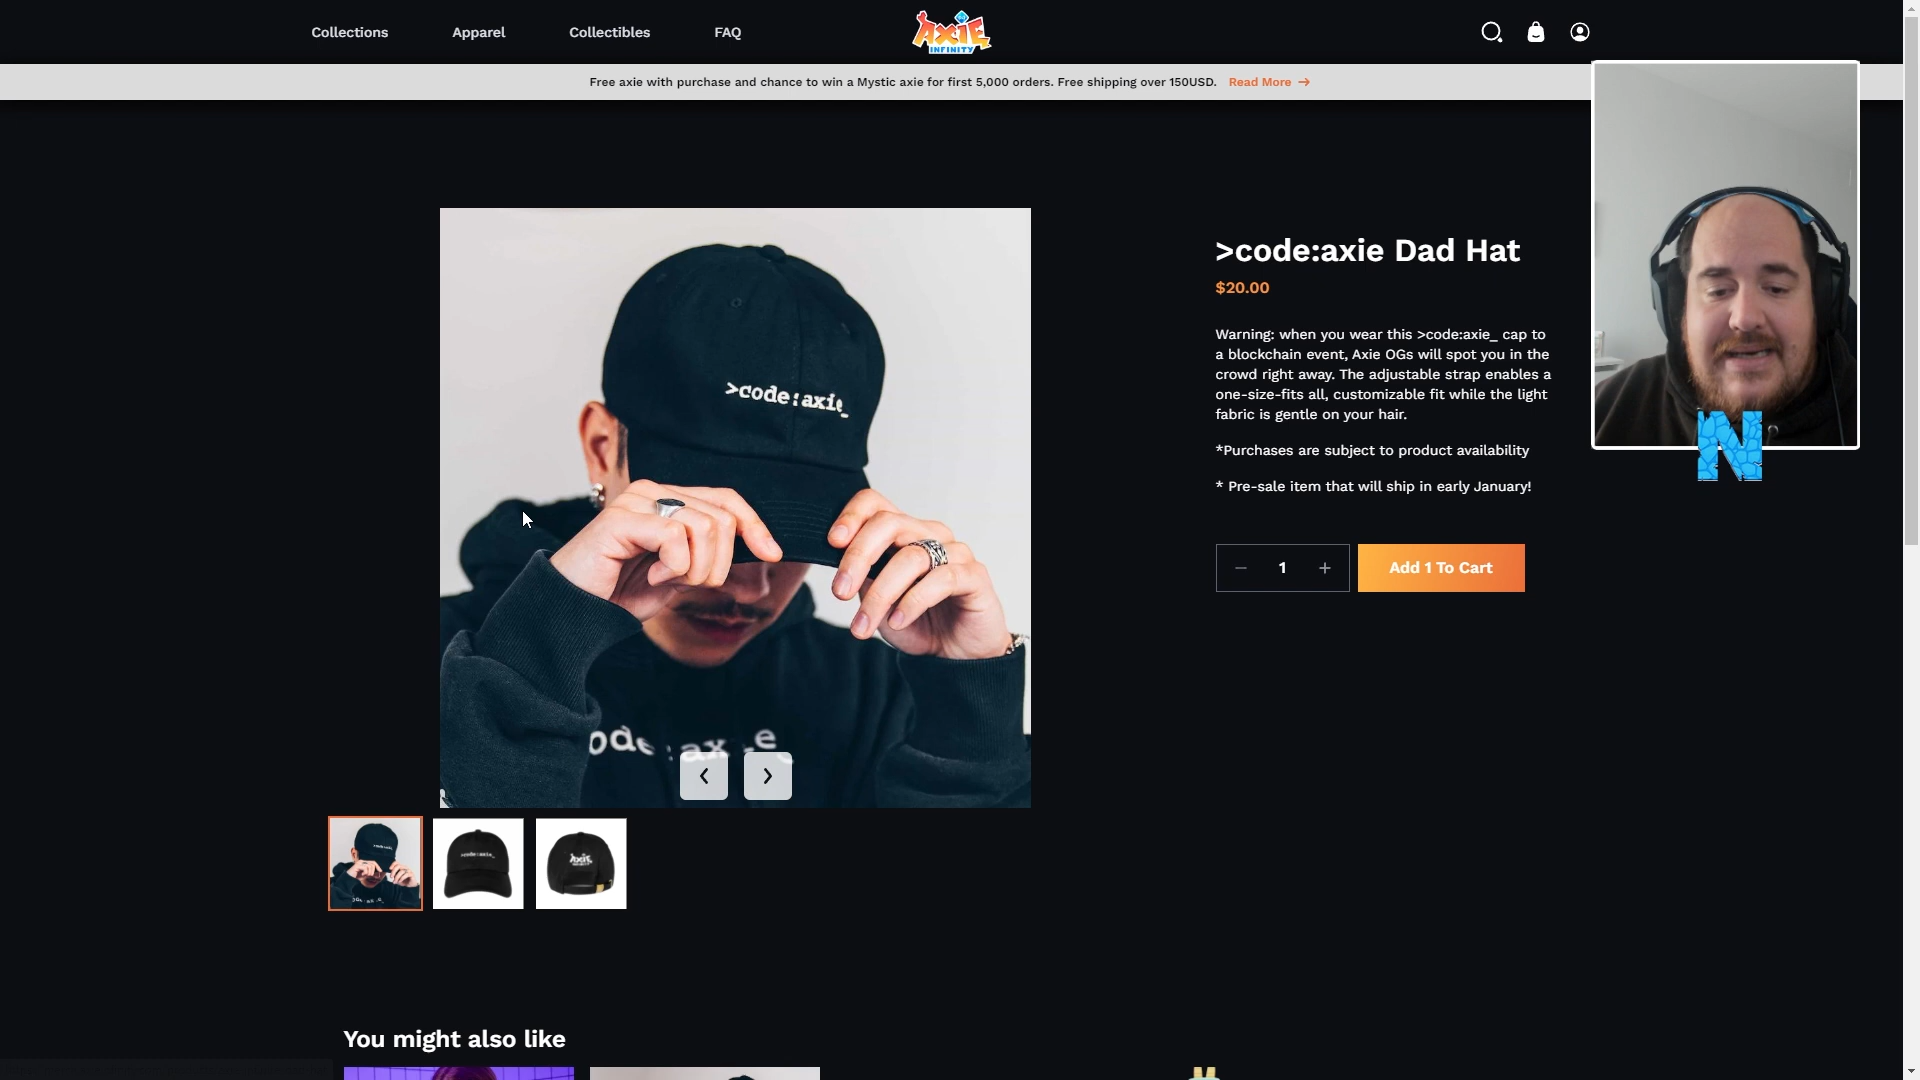 Collections Apparel Collectibles FAQ
AXIE
INFINITY
Free axie with purchase and chance to win a Mystic axie for first 5,000 orders. Free shipping over 150USD. Read More →
>code:axie_
>code:axie Dad Hat
$20.00
Warning: when you wear this >code:axie_ cap to
a blockchain event, Axie OGs will spot you in the
crowd right away. The adjustable strap enables a
one-size-fits all, customizable fit while the light
fabric is gentle on your hair.
*Purchases are subject to product availability
* Pre-sale item that will ship in early January!
− 1 +
Add 1 To Cart
N
ode:axie
>code:axie_
Axie
You might also like